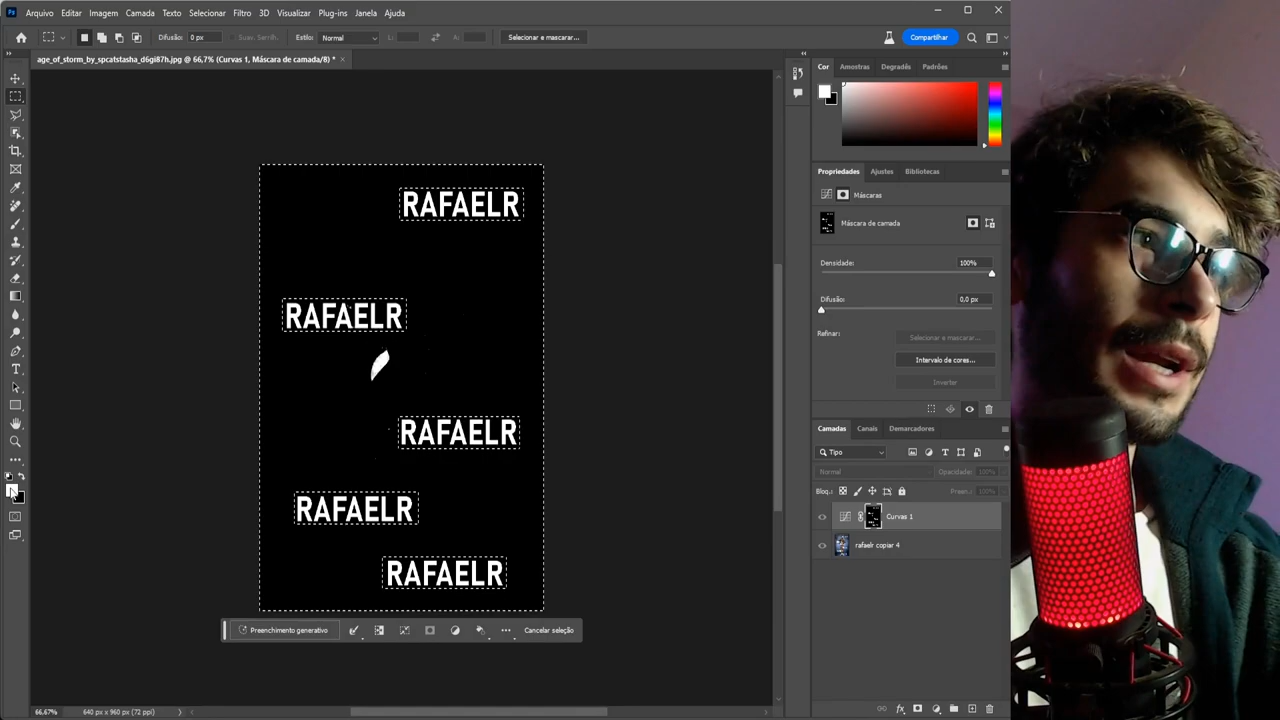 Ps Arquivo Editar Imagem Camada Texto Selecionar Filtro 3D Visualizar Plug-ins Janela Ajuda
Difusão: 0 px Suav. Serrilh. Estilo: Normal L: A: Selecionar e mascarar... Compartilhar
age_of_storm_by_spcatstasha_d6gi87h.jpg @ 66,7% (Curvas 1, Máscara de camada/8) * ×
Cor Amostras Degradês Padrões
Propriedades Ajustes Bibliotecas
Máscaras
Máscara de camada
Densidade: 100%
Difusão: 0,0 px
Refinar:
Selecionar e mascarar...
Intervalo de cores...
Inverter
RAFAELR
RAFAELR
RAFAELR
RAFAELR
RAFAELR
Preenchimento generativo ... Cancelar seleção
Camadas Canais Demarcadores
Tipo
Normal Opacidade: 100%
Bloq.: Preen.: 100%
Curvas 1
rafaelr copiar 4
66,67% 640 px x 960 px (72 ppi)